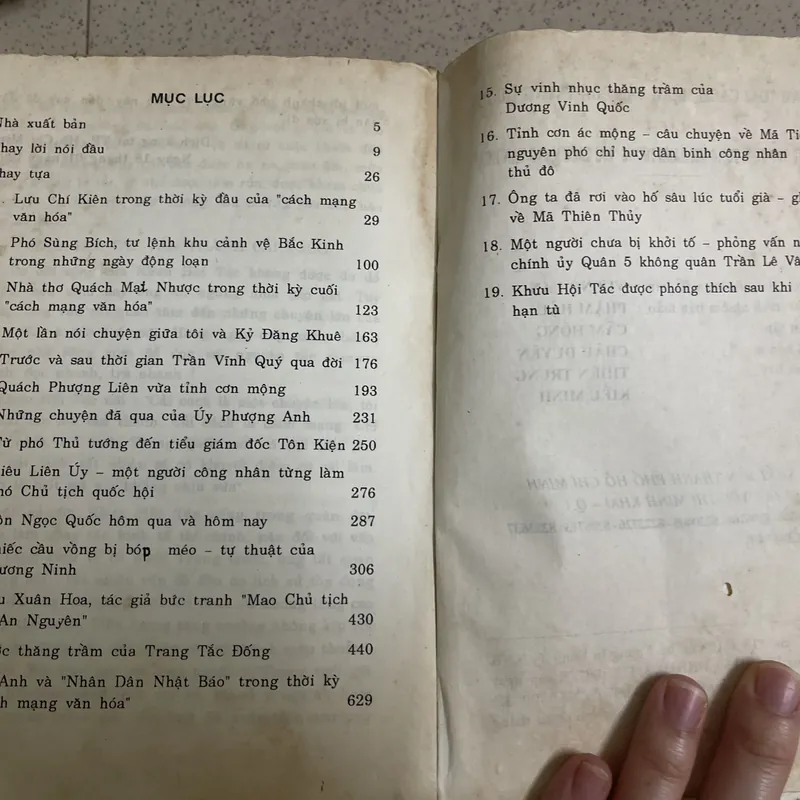 MỤC LỤC
Nhà xuất bản 5
hay lời nói đầu 9
hay tựa 26
Lưu Chí Kiên trong thời kỳ đầu của "cách mạng
văn hóa" 29
Phó Sùng Bích, tư lệnh khu cảnh vệ Bắc Kinh
trong những ngày động loạn 100
Nhà thơ Quách Mạt Nhược trong thời kỳ cuối
"cách mạng văn hóa" 123
Một lần nói chuyện giữa tôi và Kỷ Đăng Khuê 163
Trước và sau thời gian Trần Vĩnh Quý qua đời 176
Quách Phượng Liên vừa tỉnh cơn mộng 193
Những chuyện đã qua của Úy Phượng Anh 231
Từ phó Thủ tướng đến tiểu giám đốc Tôn Kiện 250
iêu Liên Úy – một người công nhân từng làm
hó Chủ tịch quốc hội 276
ôn Ngọc Quốc hôm qua và hôm nay 287
iếc cầu vồng bị bóp méo – tự thuật của
ương Ninh 306
u Xuân Hoa, tác giả bức tranh "Mao Chủ tịch
An Nguyên" 430
ớc thăng trầm của Trang Tắc Đống 440
Anh và "Nhân Dân Nhật Báo" trong thời kỳ
h mạng văn hóa" 629
15. Sự vinh nhục thăng trầm của
Dương Vinh Quốc
16. Tỉnh cơn ác mộng – câu chuyện về Mã Ti
nguyên phó chỉ huy dân binh công nhân
thủ đô
17. Ông ta đã rơi vào hố sâu lúc tuổi già – g
về Mã Thiên Thủy
18. Một người chưa bị khởi tố – phỏng vấn n
chính ủy Quân 5 không quân Trần Lê Vâ
19. Khưu Hội Tác được phóng thích sau khi
hạn tù